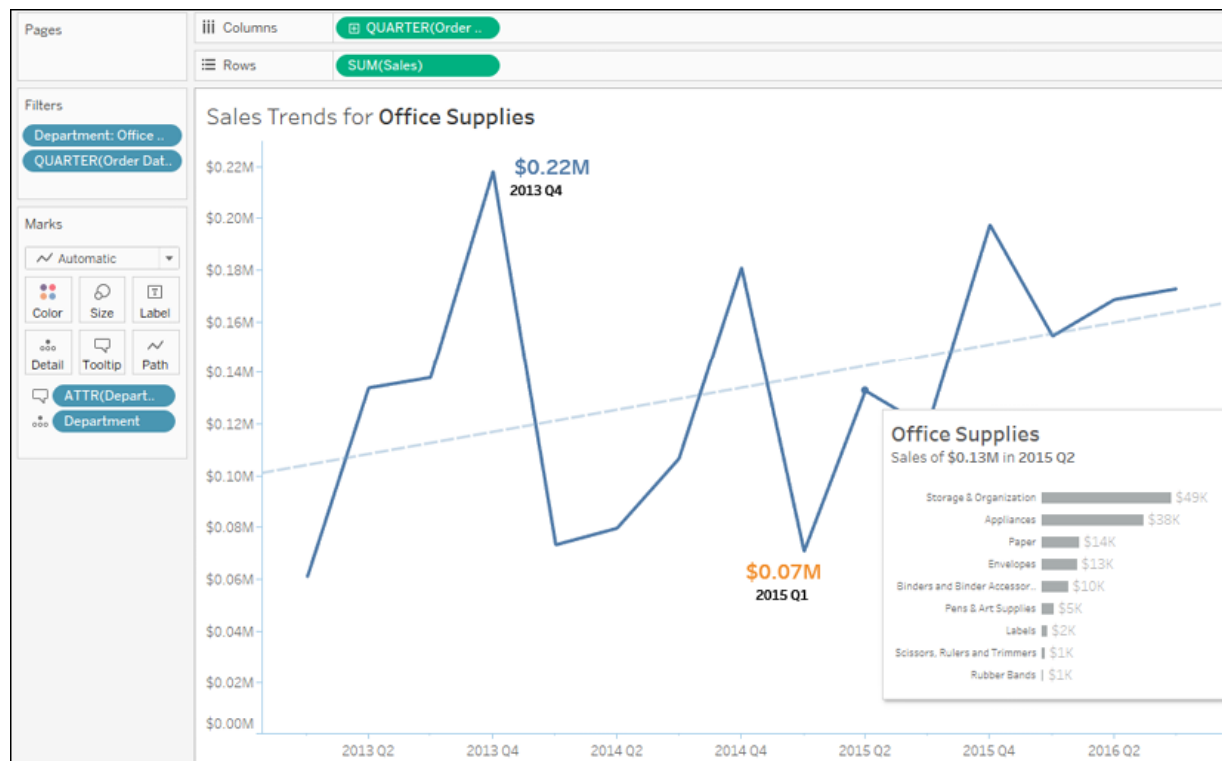 Pages
Columns
QUARTER(Order ..
Rows
SUM(Sales)
Filters
Department: Office ..
QUARTER(Order Dat..
Marks
Automatic
Color
Size
Label
Detail
Tooltip
Path
ATTR(Depart..
Department
Sales Trends for Office Supplies
$0.22M
$0.20M
$0.18M
$0.16M
$0.14M
$0.12M
$0.10M
$0.08M
$0.06M
$0.04M
$0.02M
$0.00M
$0.22M
2013 Q4
$0.07M
2015 Q1
Office Supplies
Sales of $0.13M in 2015 Q2
Storage & Organization $49K
Appliances $38K
Paper $14K
Envelopes $13K
Binders and Binder Accessor.. $10K
Pens & Art Supplies $5K
Labels $2K
Scissors, Rulers and Trimmers $1K
Rubber Bands $1K
2013 Q2 2013 Q4 2014 Q2 2014 Q4 2015 Q2 2015 Q4 2016 Q2